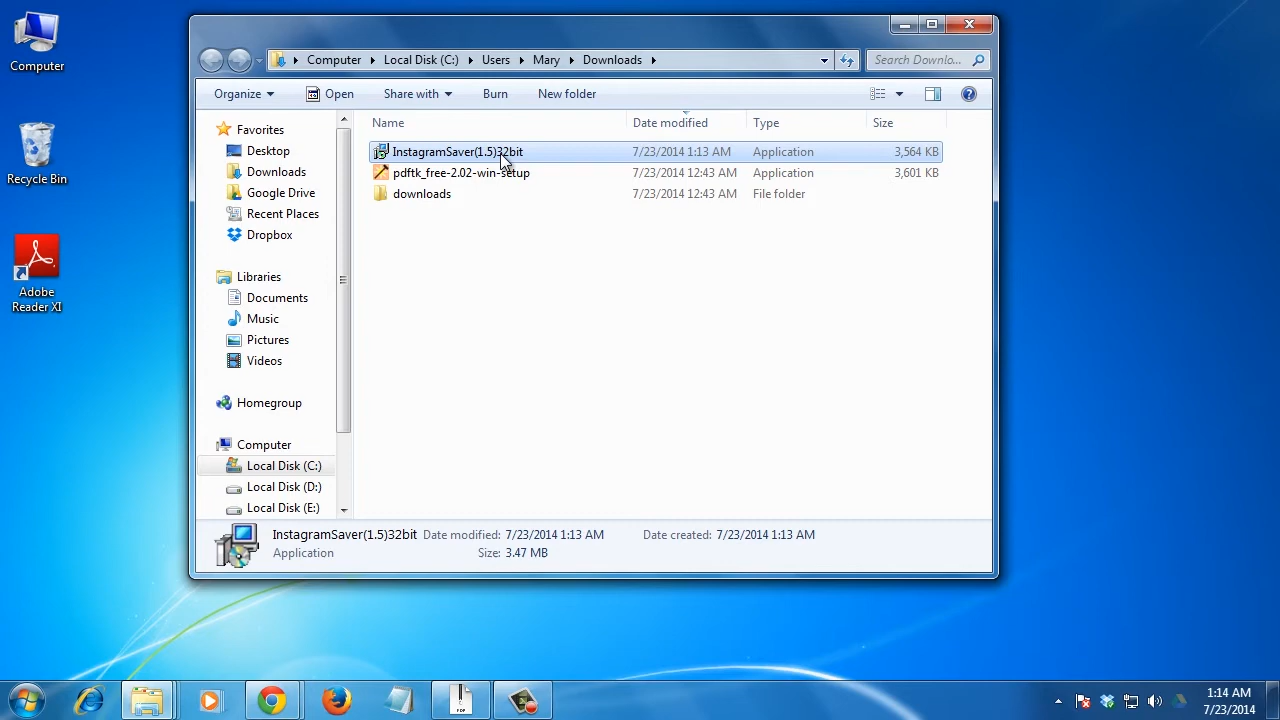 Computer
Recycle Bin
Adobe
Reader XI
Computer
Local Disk (C:)
Users
Mary
Downloads
Search Downlo...
Organize
Open
Share with
Burn
New folder
Name
Date modified
Type
Size
InstagramSaver(1.5)32bit
7/23/2014 1:13 AM
Application
3,564 KB
pdftk_free-2.02-win-setup
7/23/2014 12:43 AM
Application
3,601 KB
downloads
7/23/2014 12:43 AM
File folder
Favorites
Desktop
Downloads
Google Drive
Recent Places
Dropbox
Libraries
Documents
Music
Pictures
Videos
Homegroup
Computer
Local Disk (C:)
Local Disk (D:)
Local Disk (E:)
InstagramSaver(1.5)32bit
Date modified: 7/23/2014 1:13 AM
Date created: 7/23/2014 1:13 AM
Application
Size: 3.47 MB
1:14 AM
7/23/2014